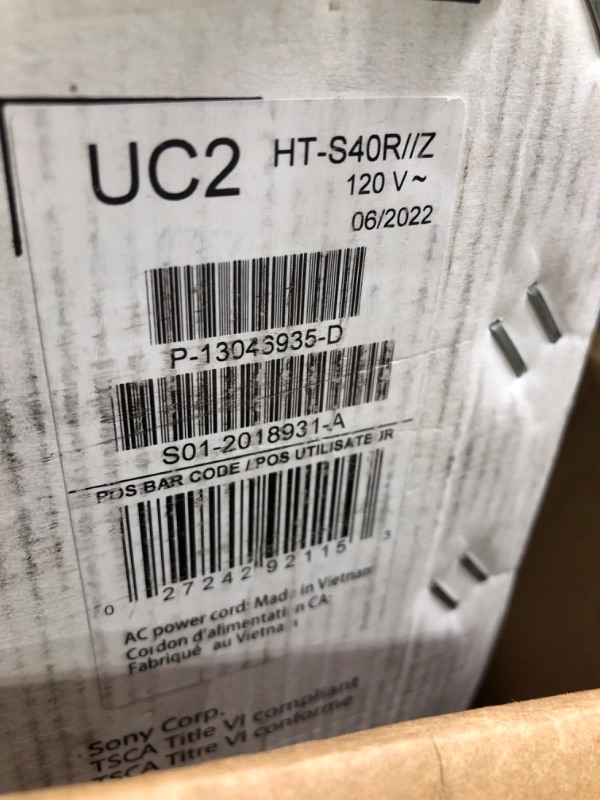 UC2
HT-S40R//Z
120 V~
06/2022
P-13046935-D
S01-2018931-A
POS BAR CODE / POS UTILISATEUR
0 27242 92115 3
AC power cord: Made in Vietnam
Cordon d'alimentation CA:
Fabriqué au Vietnam
Sony Corp.
TSCA Title VI compliant
TSCA Titre VI conforme